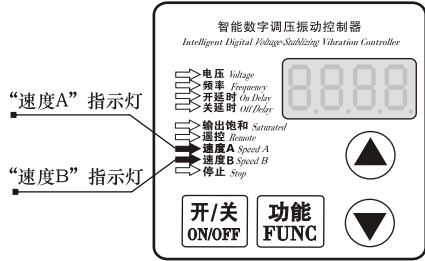 智能数字调压振动控制器
Intelligent Digital Voltage-Stablizing Vibration Controller
电压 Voltage
频率 Frequency
开延时 On Delay
关延时 Off Delay
输出饱和 Saturated
遥控 Remote
速度A Speed A
速度B Speed B
停止 Stop
“速度A”指示灯
“速度B”指示灯
8888
开/关
ON/OFF
功能
FUNC